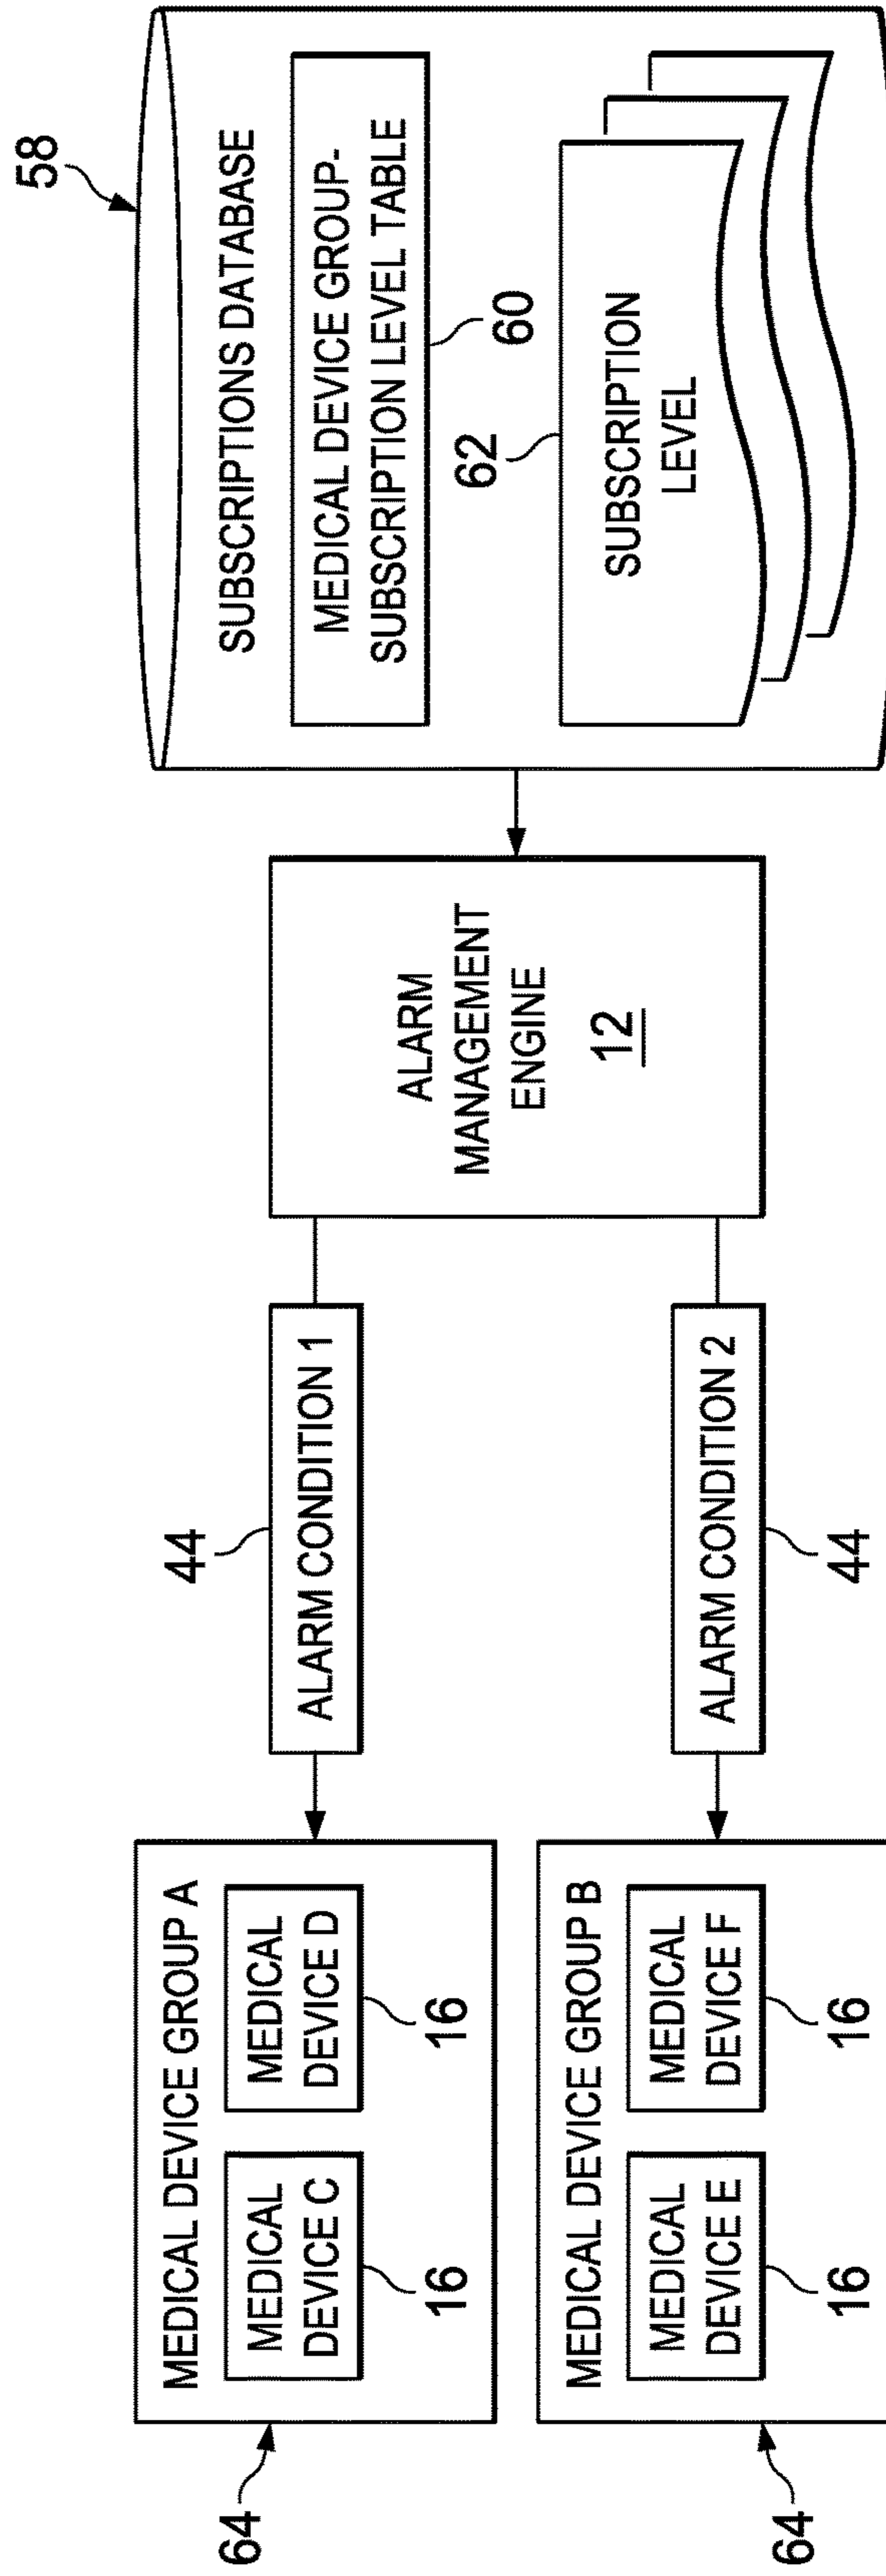 58
SUBSCRIPTIONS DATABASE
MEDICAL DEVICE GROUP-
SUBSCRIPTION LEVEL TABLE
60
62
SUBSCRIPTION
LEVEL
ALARM
MANAGEMENT
ENGINE
12
44
ALARM CONDITION 1
ALARM CONDITION 2
44
MEDICAL DEVICE GROUP A
MEDICAL
DEVICE C
16
MEDICAL
DEVICE D
16
64
MEDICAL DEVICE GROUP B
MEDICAL
DEVICE E
16
MEDICAL
DEVICE F
16
64